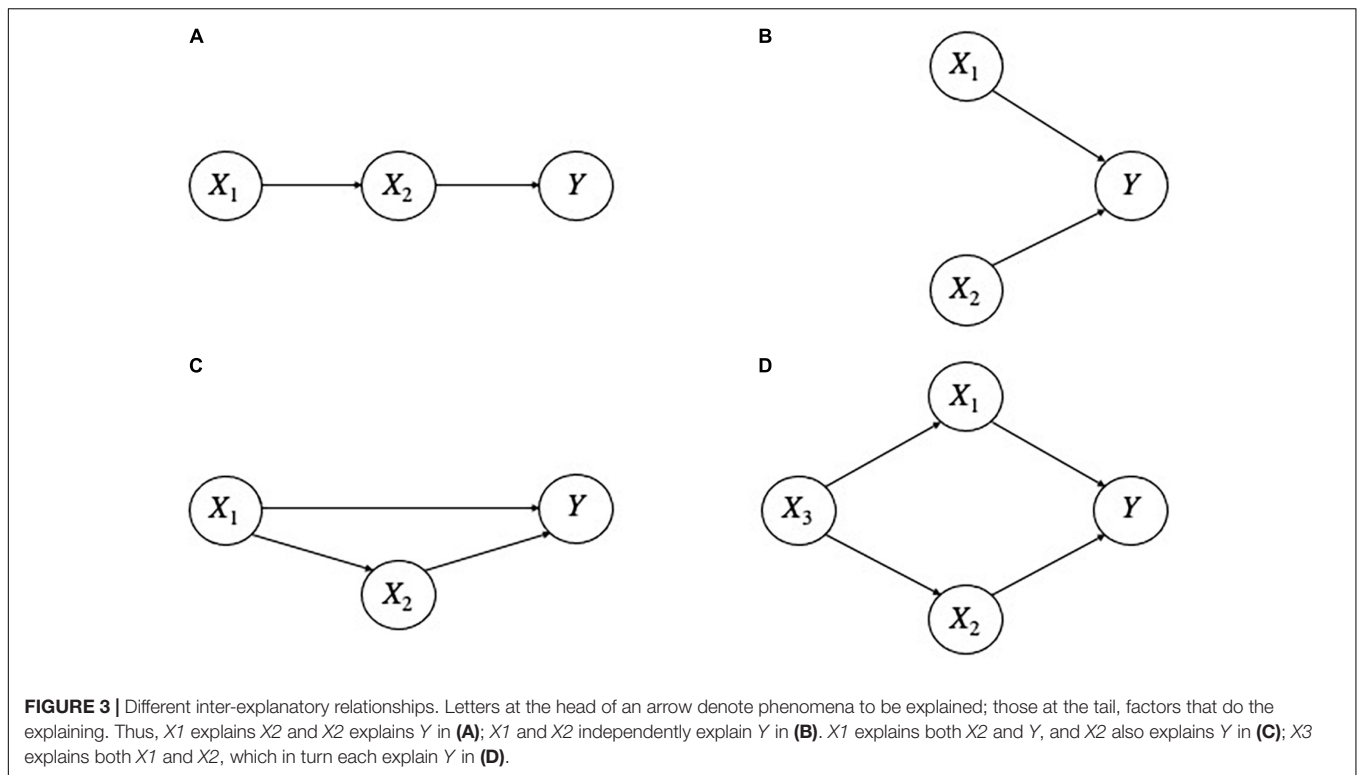 A
X₁
X₂
Y
B
X₁
X₂
Y
C
X₁
Y
X₂
D
X₁
X₃
Y
X₂
FIGURE 3 | Different inter-explanatory relationships. Letters at the head of an arrow denote phenomena to be explained; those at the tail, factors that do the
explaining. Thus, X1 explains X2 and X2 explains Y in (A); X1 and X2 independently explain Y in (B). X1 explains both X2 and Y, and X2 also explains Y in (C); X3
explains both X1 and X2, which in turn each explain Y in (D).